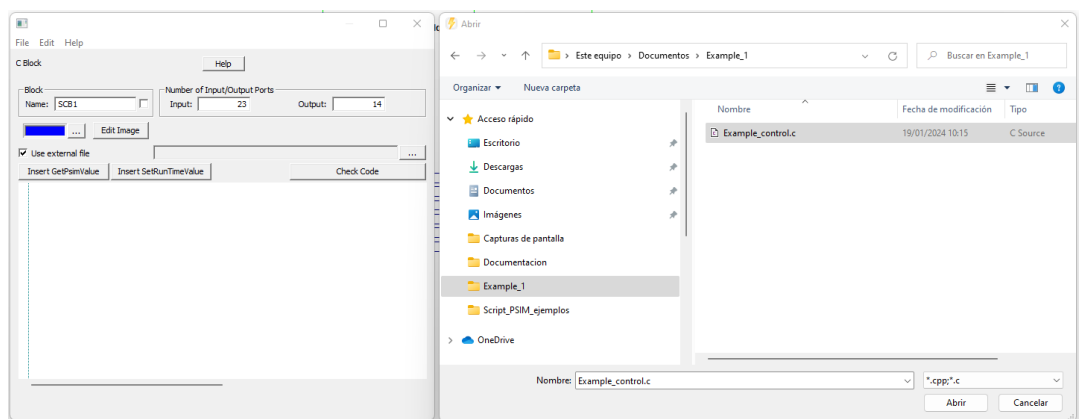 File Edit Help
C Block
Help
Block
Name: SCB1
Number of Input/Output Ports
Input: 23 Output: 14
... Edit Image
Use external file
...
Insert GetPsimValue Insert SetRunTimeValue Check Code
Abrir
Este equipo > Documentos > Example_1
Buscar en Example_1
Organizar Nueva carpeta
Acceso rápido
Escritorio
Descargas
Documentos
Imágenes
Capturas de pantalla
Documentacion
Example_1
Script_PSIM_ejemplos
OneDrive
Nombre Fecha de modificación Tipo
Example_control.c 19/01/2024 10:15 C Source
Nombre: Example_control.c *.cpp;*.c
Abrir Cancelar